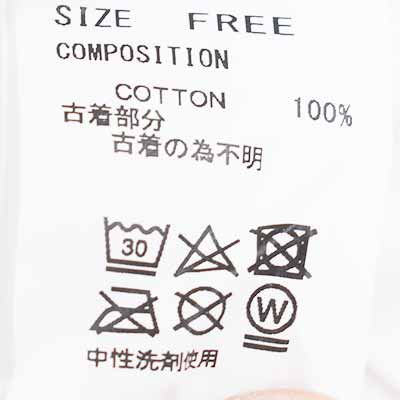 SIZE FREE
COMPOSITION
COTTON 100%
古着部分
古着の為不明
30
W
中性洗剤使用